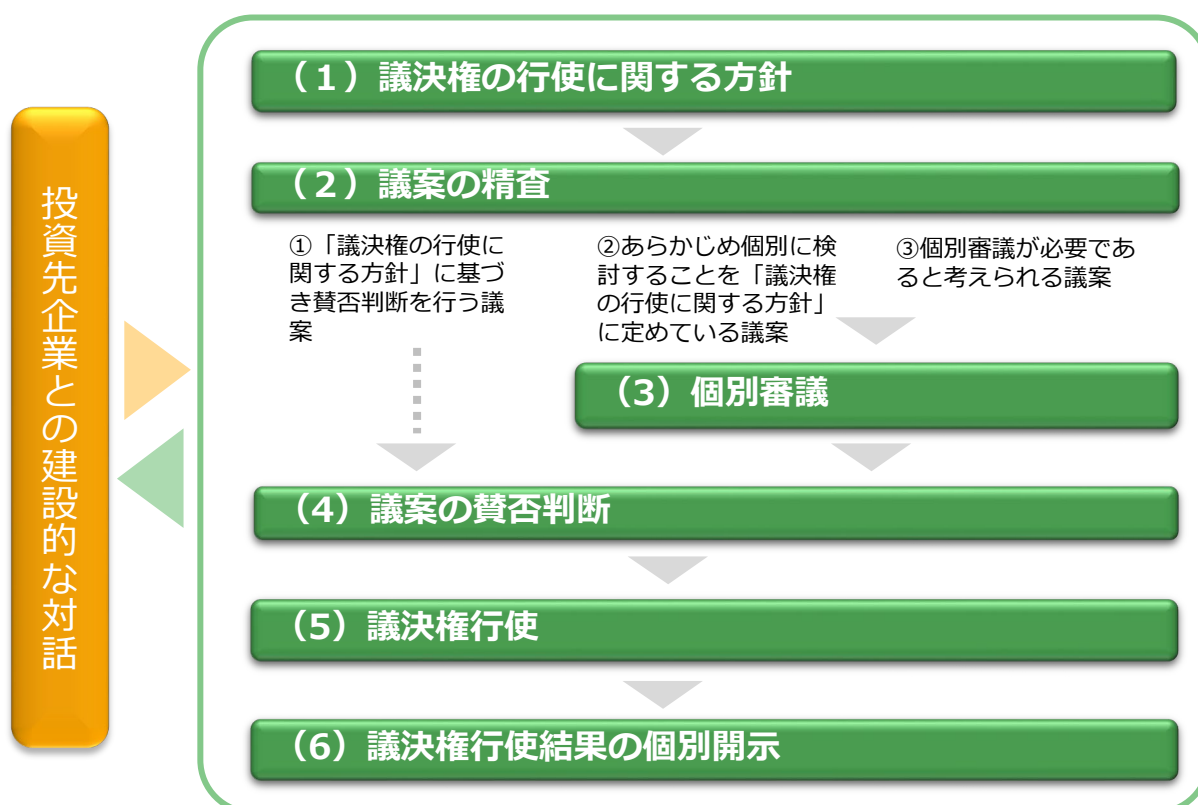 投資先企業との建設的な対話
（１）議決権の行使に関する方針
（２）議案の精査
①「議決権の行使に
関する方針」に基づ
き賛否判断を行う議
案
②あらかじめ個別に検
討することを「議決権
の行使に関する方針」
に定めている議案
③個別審議が必要であ
ると考えられる議案
（3）個別審議
（4）議案の賛否判断
（5）議決権行使
（6）議決権行使結果の個別開示